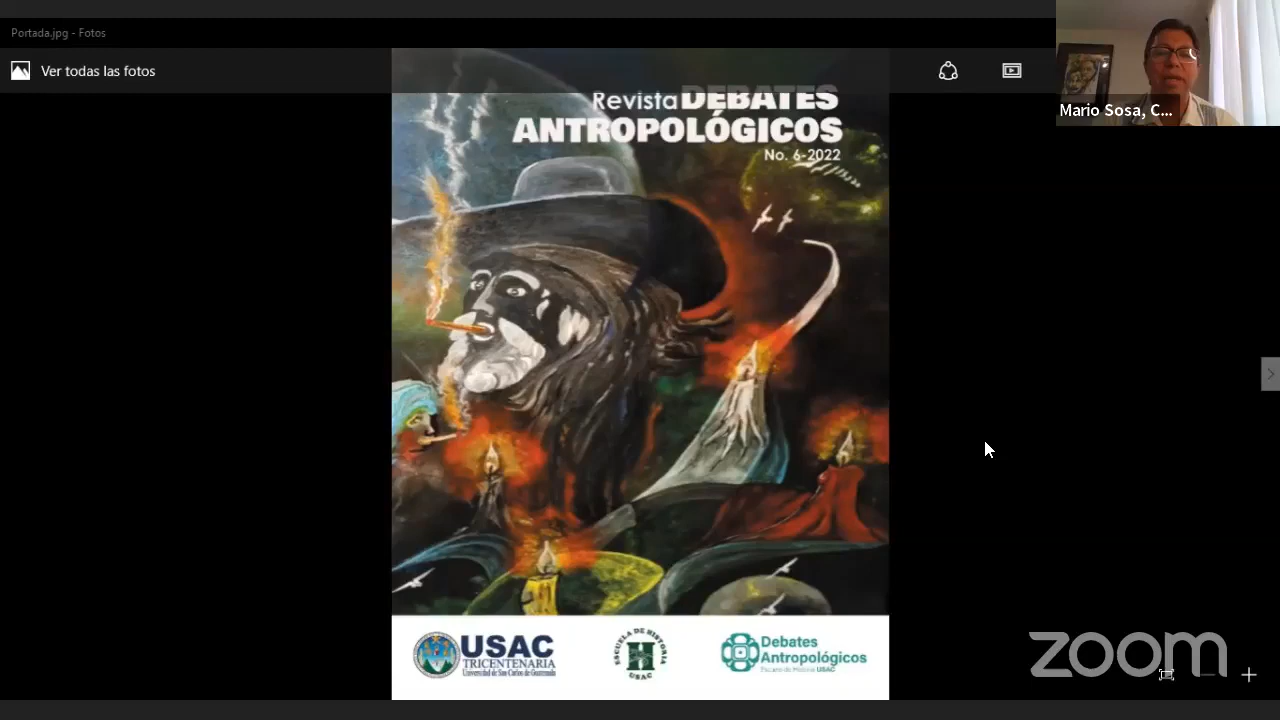 Portada.jpg - Fotos
Ver todas las fotos
Mario Sosa, C...
Revista DEBATES
ANTROPOLÓGICOS
No. 6-2022
USAC
TRICENTENARIA
Universidad de San Carlos de Guatemala
ESCUELA DE HISTORIA
USAC
Debates
Antropológicos
USAC
zoom